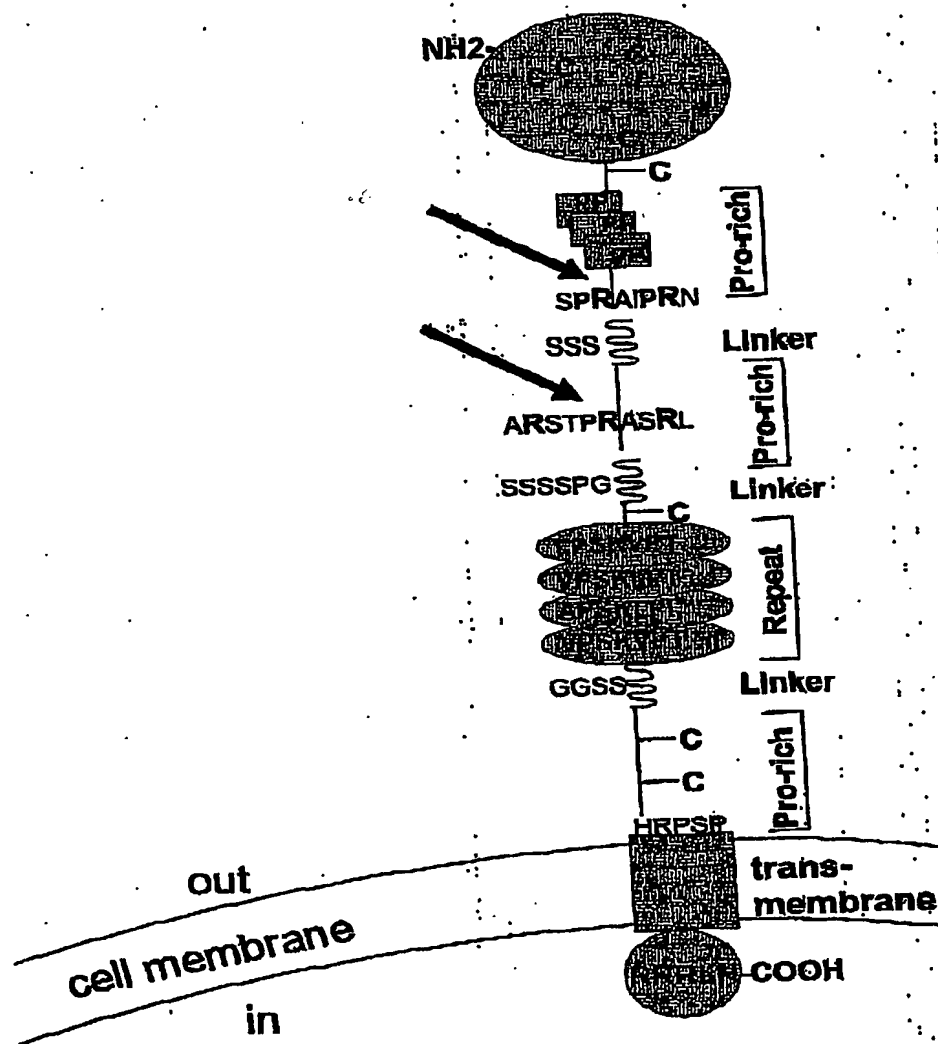 NH2-
C
Pro-rich
SPRAIPRN
SSS
Linker
Pro-rich
ARSTPRASRL
SSSSPG
Linker
C
Repeat
GGSS
Linker
C
Pro-rich
C
HRPSP
out
trans-
membrane
cell membrane
COOH
in